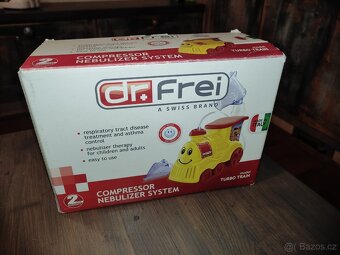 dr.Frei
A SWISS BRAND
• respiratory tract disease
treatment and asthma
control
• nebulizer therapy
for children and adults
• easy to use
2
COMPRESSOR
NEBULIZER SYSTEM
model
TURBO TRAIN
2
COMPRESSOR
NEBULIZER SYSTEM
Bazos.cz